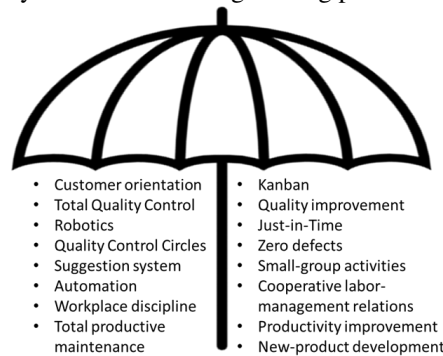 • Customer orientation
• Total Quality Control
• Robotics
• Quality Control Circles
• Suggestion system
• Automation
• Workplace discipline
• Total productive
maintenance
• Kanban
• Quality improvement
• Just-in-Time
• Zero defects
• Small-group activities
• Cooperative labor-
management relations
• Productivity improvement
• New-product development